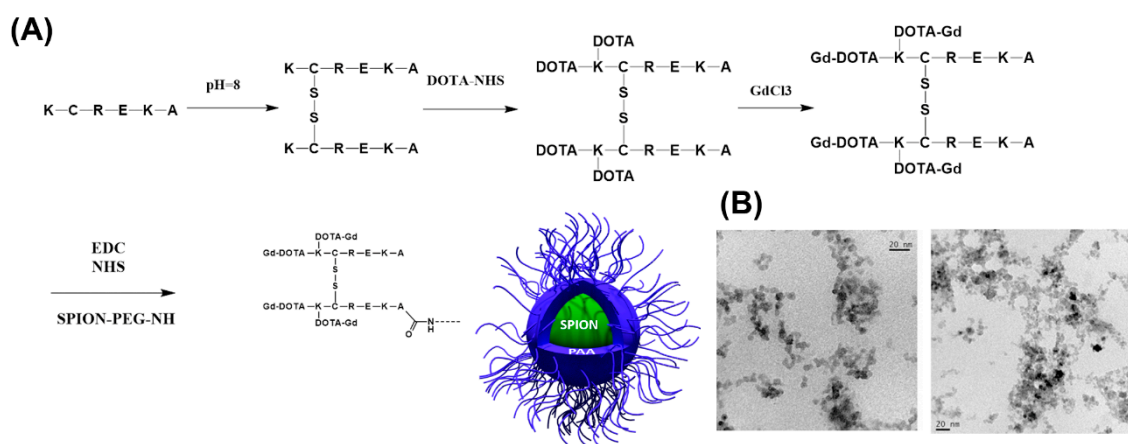 (A)
K-C-R-E-K-A
pH=8
K-C-R-E-K-A
S
S
K-C-R-E-K-A
DOTA-NHS
DOTA
DOTA-K-C-R-E-K-A
S
S
DOTA-K-C-R-E-K-A
DOTA
GdCl3
DOTA-Gd
Gd-DOTA-K-C-R-E-K-A
S
S
Gd-DOTA-K-C-R-E-K-A
DOTA-Gd
EDC
NHS
SPION-PEG-NH
DOTA-Gd
Gd-DOTA-K-C-R-E-K-A
S
S
Gd-DOTA-K-C-R-E-K-A
DOTA-Gd
O
N
H
SPION
PAA
(B)
20 nm
20 nm